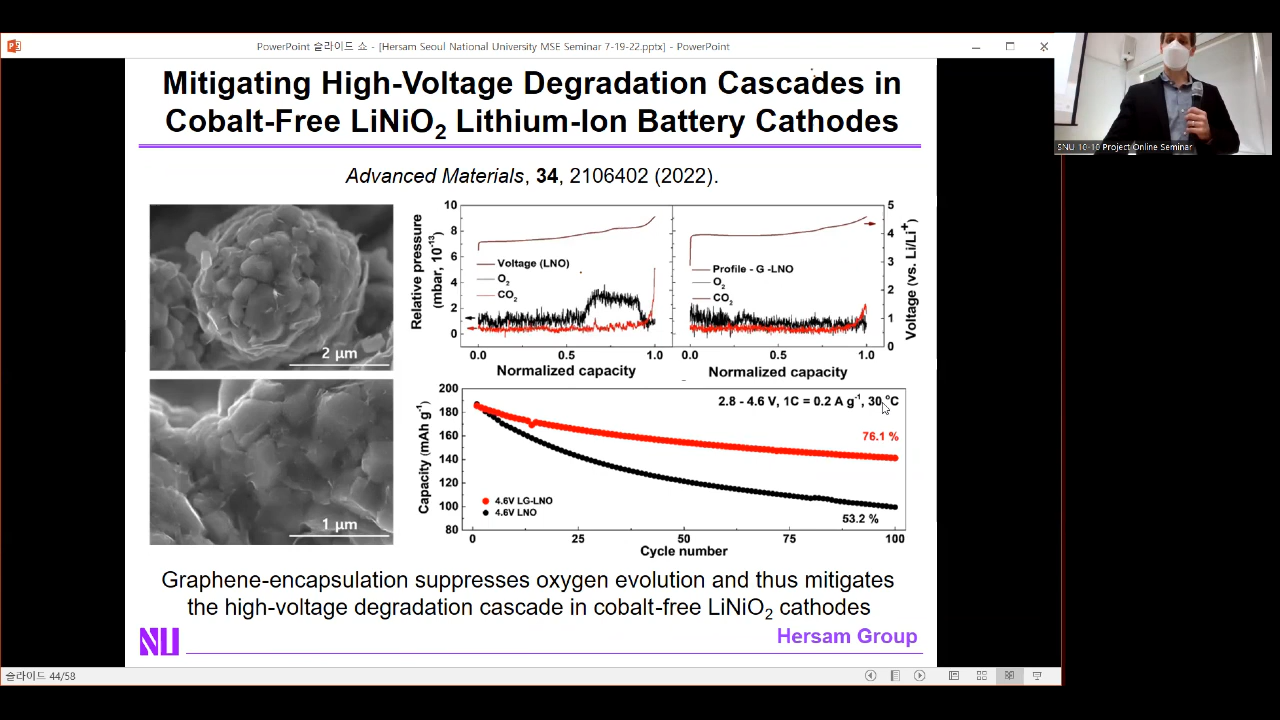 PowerPoint 슬라이드 쇼 - [Hersam Seoul National University MSE Seminar 7-19-22.pptx] - PowerPoint
SNU 10-10 Project Online Seminar
Mitigating High-Voltage Degradation Cascades in
Cobalt-Free LiNiO2 Lithium-Ion Battery Cathodes
Advanced Materials, 34, 2106402 (2022).
2 µm
1 µm
Relative pressure
(mbar, 10-13)
10
8
6
4
2
0
Voltage (LNO)
O2
CO2
0.0 0.5 1.0
Normalized capacity
Profile - G -LNO
O2
CO2
0.0 0.5 1.0
Normalized capacity
5
4
3
2
1
0
Voltage (vs. Li/Li+)
Capacity (mAh g-1)
200
180
160
140
120
100
80
2.8 - 4.6 V, 1C = 0.2 A g-1, 30 oC
76.1 %
53.2 %
4.6V LG-LNO
4.6V LNO
0 25 50 75 100
Cycle number
Graphene-encapsulation suppresses oxygen evolution and thus mitigates
the high-voltage degradation cascade in cobalt-free LiNiO2 cathodes
NU
Hersam Group
슬라이드 44/58